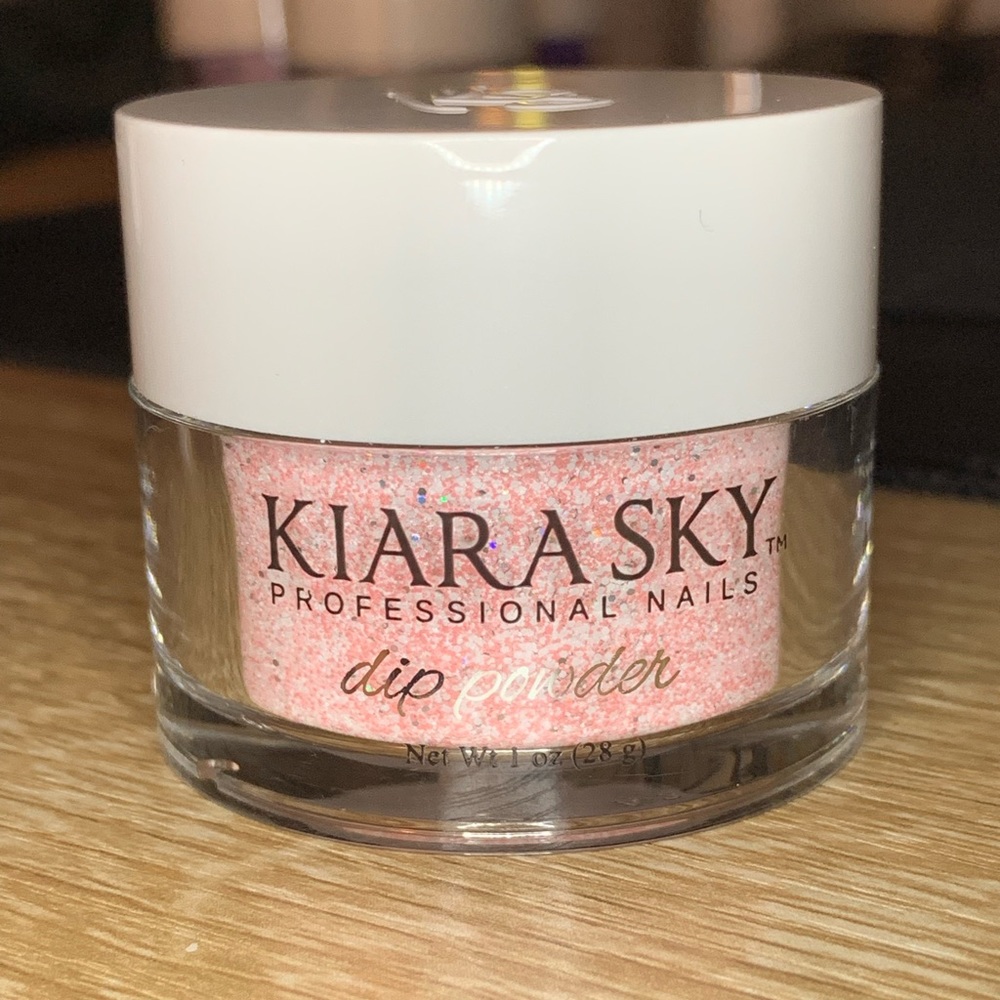 KIARA SKY™
PROFESSIONAL NAILS
dip powder
Net Wt 1 oz (28 g)